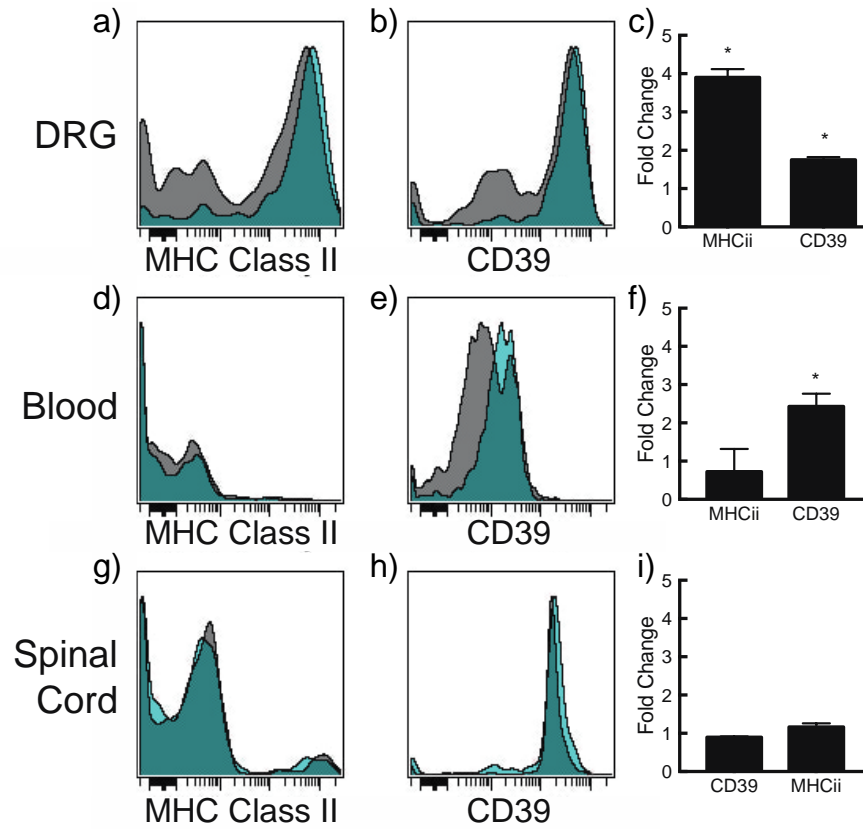 a) b) c)
DRG
MHC Class II CD39
Fold Change
5
4
3
2
1
0
* *
MHCii CD39
d) e) f)
Blood
MHC Class II CD39
Fold Change
5
4
3
2
1
0
*
MHCii CD39
g) h) i)
Spinal
Cord
MHC Class II CD39
Fold Change
5
4
3
2
1
0
CD39 MHCii